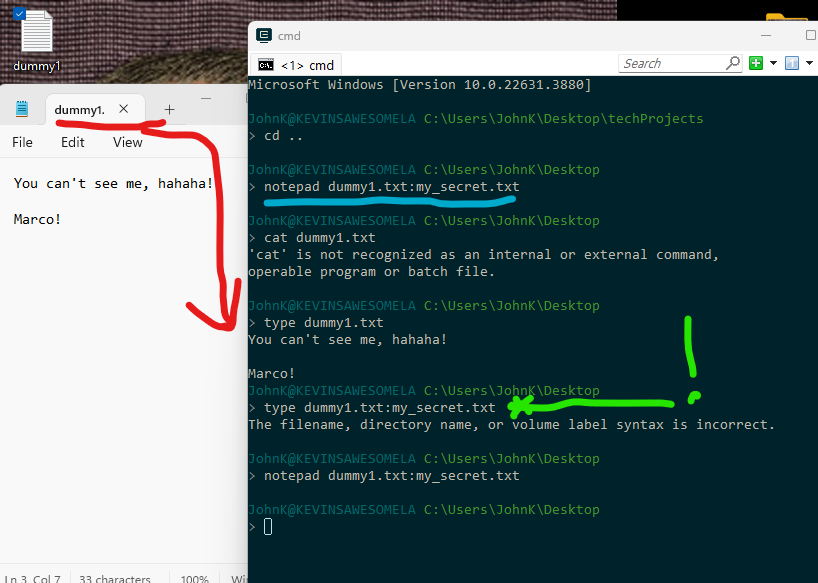 dummy1
dummy1.
File Edit View
You can't see me, hahaha!
Marco!
Ln 3, Col 7 33 characters 100%
cmd
<1> cmd
Search
Microsoft Windows [Version 10.0.22631.3880]
JohnK@KEVINSAWESOMELA C:\Users\JohnK\Desktop\techProjects
> cd ..
JohnK@KEVINSAWESOMELA C:\Users\JohnK\Desktop
> notepad dummy1.txt:my_secret.txt
JohnK@KEVINSAWESOMELA C:\Users\JohnK\Desktop
> cat dummy1.txt
'cat' is not recognized as an internal or external command,
operable program or batch file.
JohnK@KEVINSAWESOMELA C:\Users\JohnK\Desktop
> type dummy1.txt
You can't see me, hahaha!
Marco!
JohnK@KEVINSAWESOMELA C:\Users\JohnK\Desktop
> type dummy1.txt:my_secret.txt
The filename, directory name, or volume label syntax is incorrect.
JohnK@KEVINSAWESOMELA C:\Users\JohnK\Desktop
> notepad dummy1.txt:my_secret.txt
JohnK@KEVINSAWESOMELA C:\Users\JohnK\Desktop
>